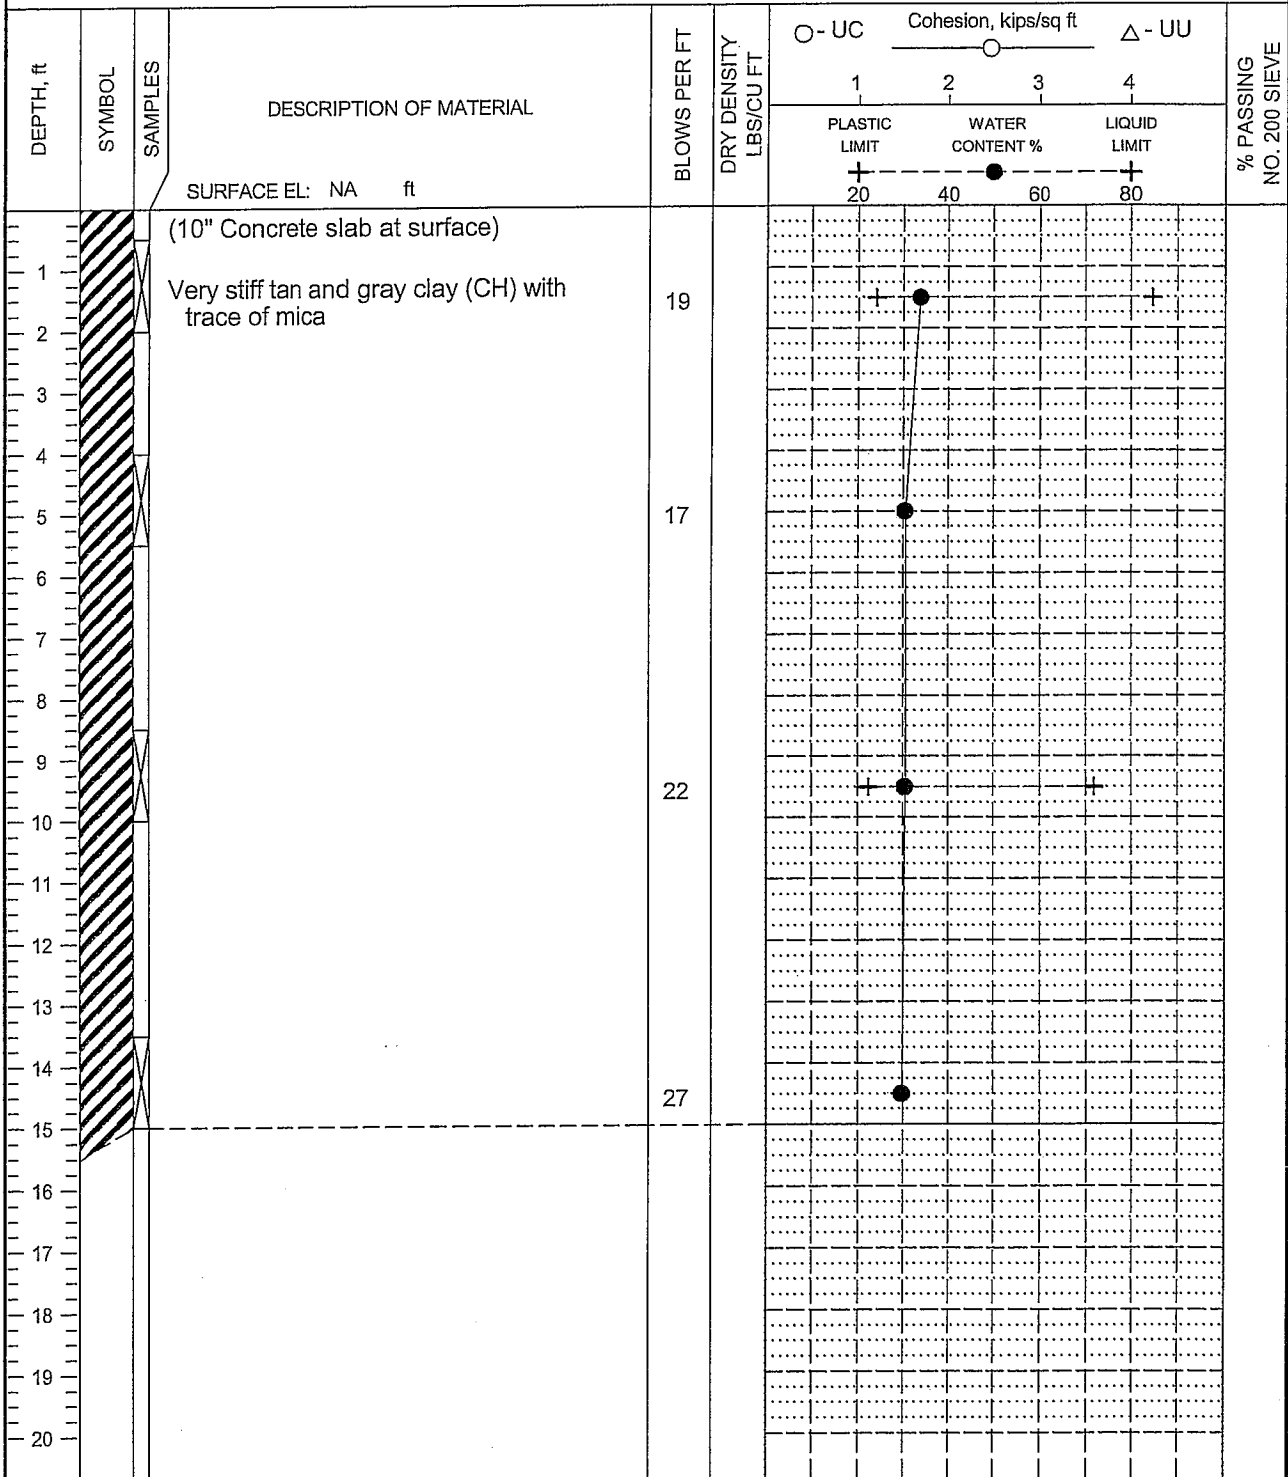 DEPTH, ft
SYMBOL
SAMPLES
DESCRIPTION OF MATERIAL
SURFACE EL: NA ft
BLOWS PER FT
DRY DENSITY
LBS/CU FT
- UC
Cohesion, kips/sq ft
- UU
1 2 3 4
PLASTIC
LIMIT
WATER
CONTENT %
LIQUID
LIMIT
20 40 60 80
% PASSING
NO. 200 SIEVE
(10" Concrete slab at surface)
1
Very stiff tan and gray clay (CH) with
trace of mica
19
2
3
4
5
17
6
7
8
9
22
10
11
12
13
14
27
15
16
17
18
19
20